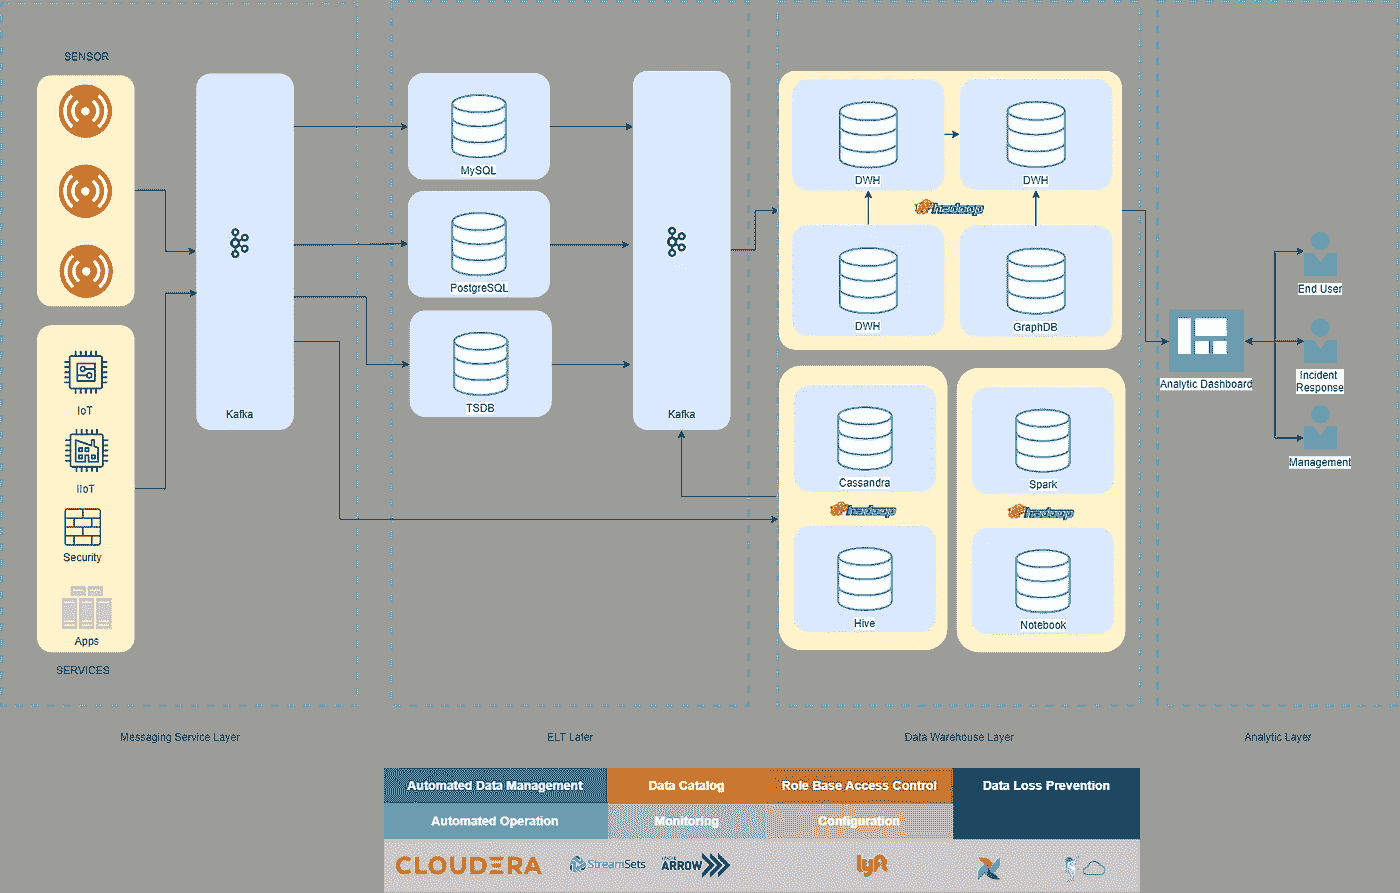 SENSOR
IoT
IIoT
Security
Apps
SERVICES
Kafka
MySQL
PostgreSQL
TSDB
Kafka
DWH
DWH
hadoop
DWH
GraphDB
Cassandra
hadoop
Hive
Spark
hadoop
Notebook
Analytic Dashboard
End User
Incident
Response
Management
Messaging Service Layer
ELT Later
Data Warehouse Layer
Analytic Layer
Automated Data Management
Data Catalog
Role Base Access Control
Data Loss Prevention
Automated Operation
Monitoring
Configuration
CLOUDERA
StreamSets
APACHE
ARROW
lyft